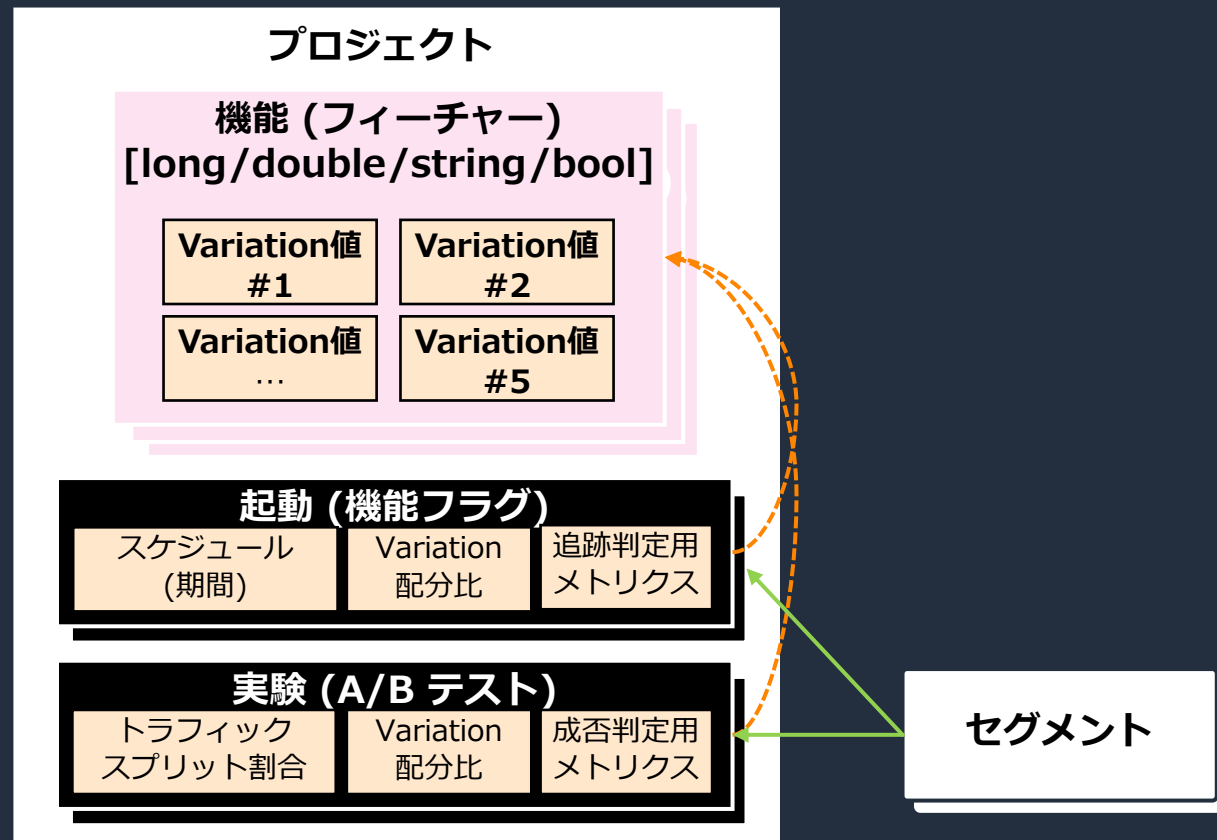 プロジェクト
機能 (フィーチャー)
[long/double/string/bool]
Variation値
#1
Variation値
#2
Variation値
…
Variation値
#5
起動 (機能フラグ)
スケジュール
(期間)
Variation
配分比
追跡判定用
メトリクス
実験 (A/B テスト)
トラフィック
スプリット割合
Variation
配分比
成否判定用
メトリクス
セグメント